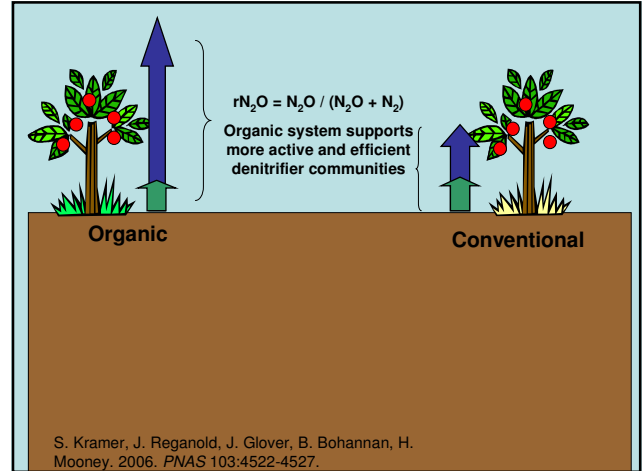 rN₂O = N₂O / (N₂O + N₂)
Organic system supports
more active and efficient
denitrifier communities
Organic
Conventional
S. Kramer, J. Reganold, J. Glover, B. Bohannan, H.
Mooney. 2006. PNAS 103:4522-4527.